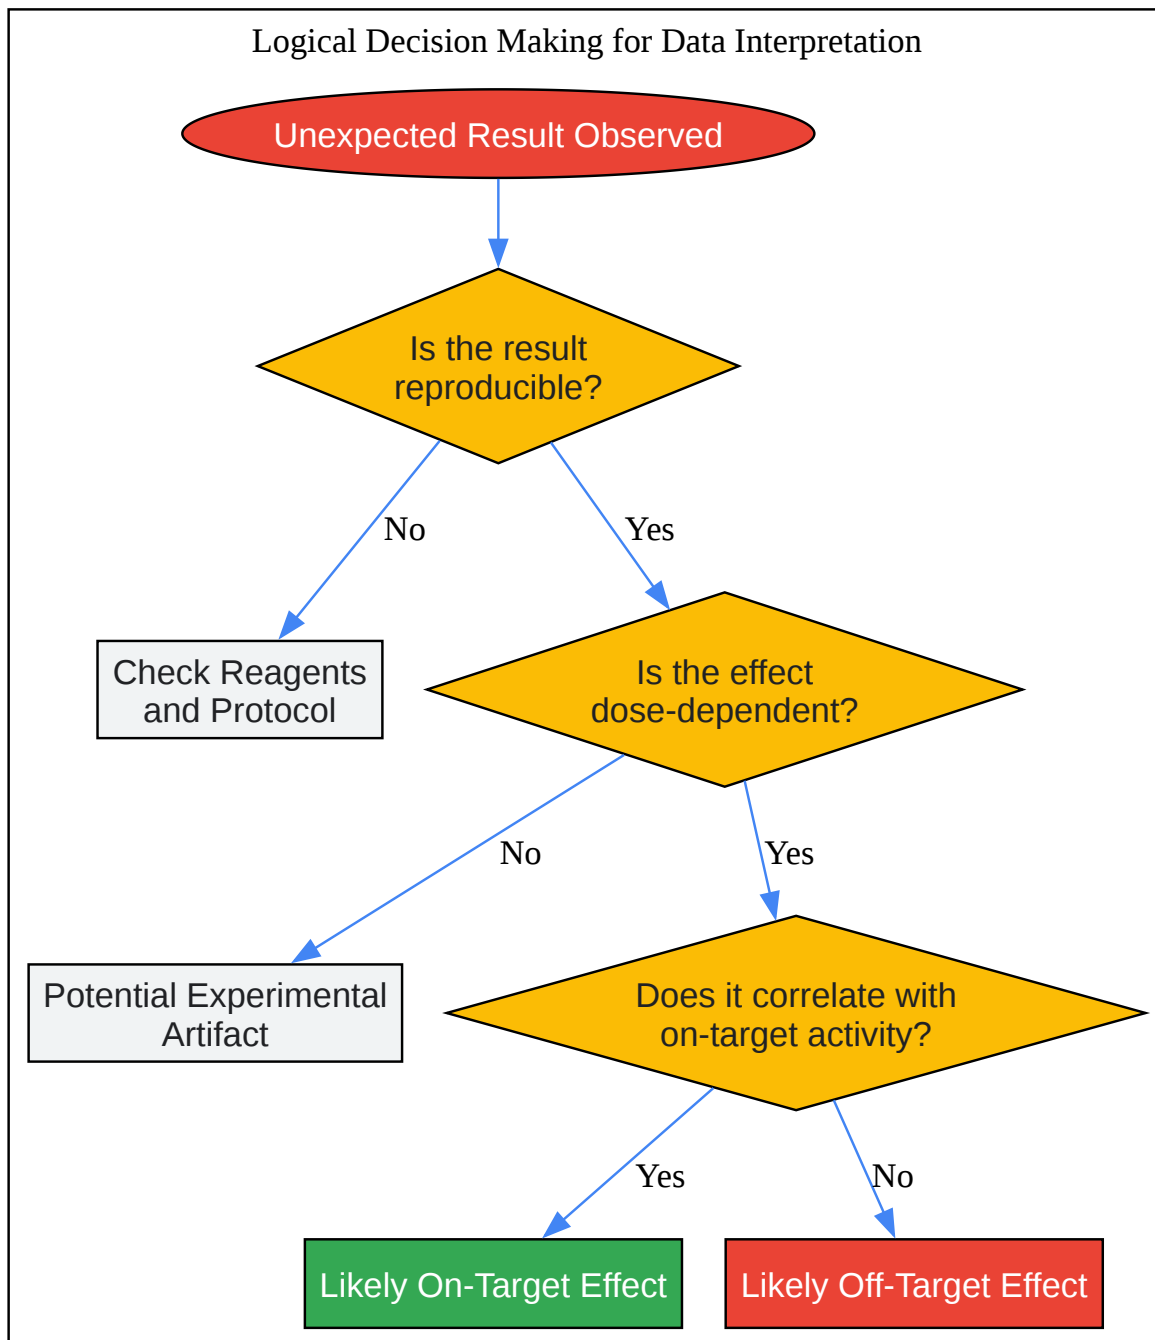 Logical Decision Making for Data Interpretation
Unexpected Result Observed
Is the result
reproducible?
No
Yes
Check Reagents
and Protocol
Is the effect
dose-dependent?
No
Yes
Potential Experimental
Artifact
Does it correlate with
on-target activity?
Yes
No
Likely On-Target Effect
Likely Off-Target Effect